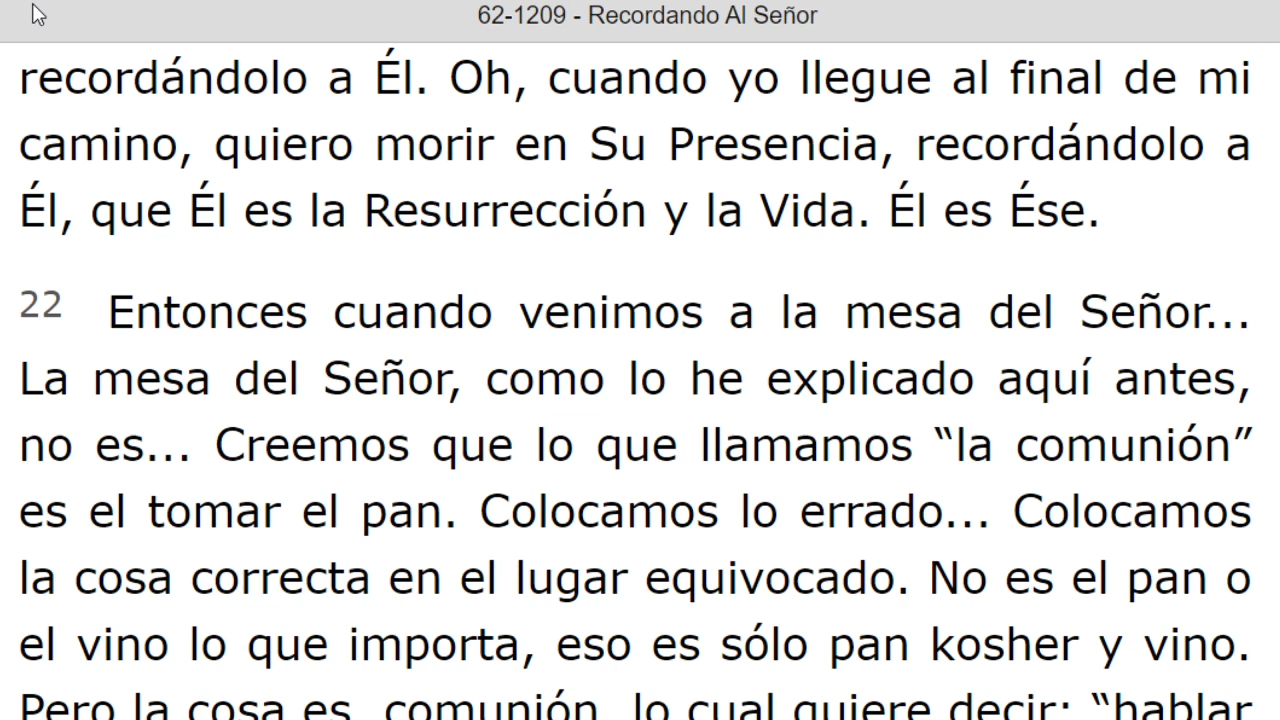 62-1209 - Recordando Al Señor
recordándolo a Él. Oh, cuando yo llegue al final de mi
camino, quiero morir en Su Presencia, recordándolo a
Él, que Él es la Resurrección y la Vida. Él es Ése.
22 Entonces cuando venimos a la mesa del Señor...
La mesa del Señor, como lo he explicado aquí antes,
no es... Creemos que lo que llamamos “la comunión”
es el tomar el pan. Colocamos lo errado... Colocamos
la cosa correcta en el lugar equivocado. No es el pan o
el vino lo que importa, eso es sólo pan kosher y vino.
Pero la cosa es, comunión, lo cual quiere decir: “hablar